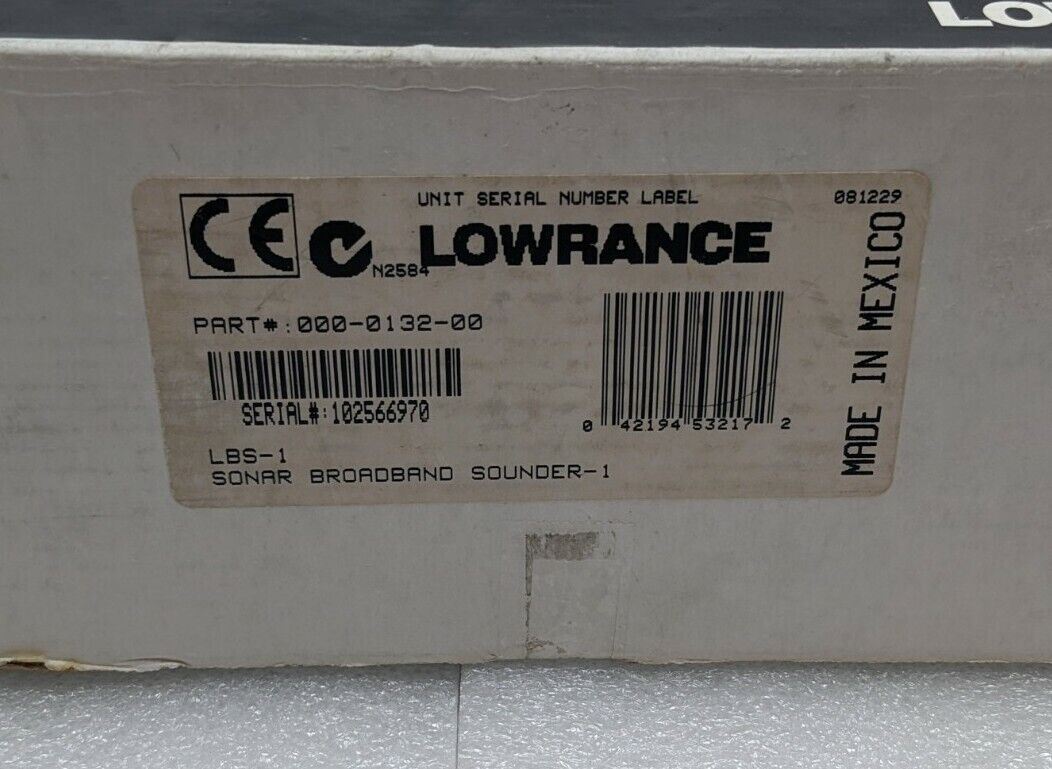 UNIT SERIAL NUMBER LABEL
081229
CE
N2584
LOWRANCE
PART#:000-0132-00
SERIAL#:102566970
0 42194 53217 2
LBS-1
SONAR BROADBAND SOUNDER-1
MADE IN MEXICO